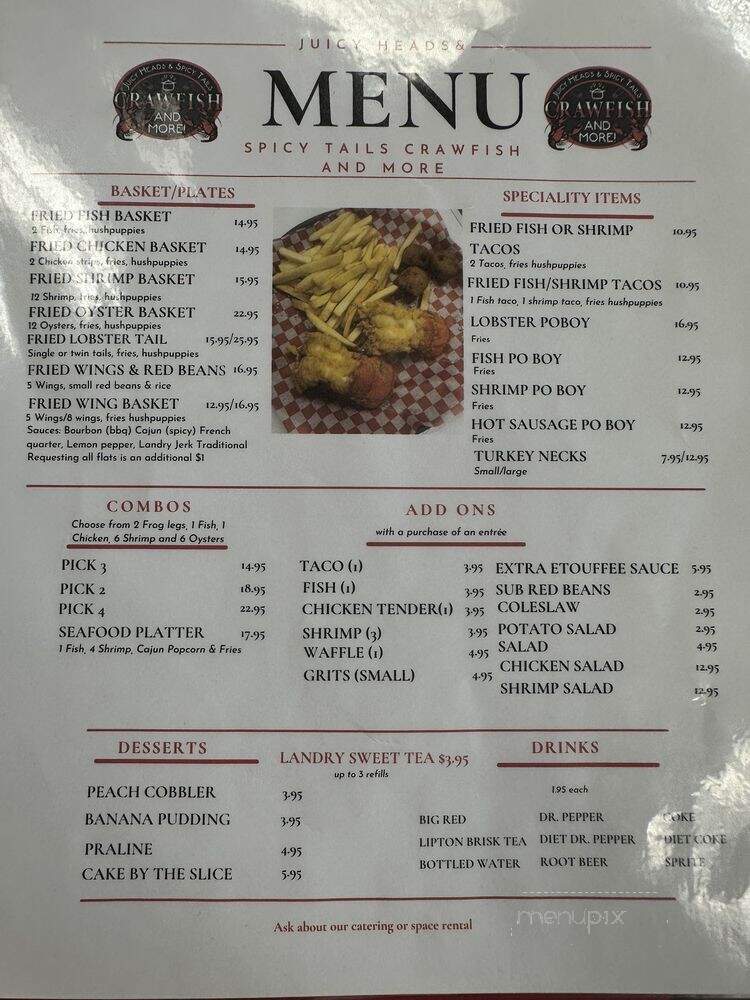 JUICY HEADS &
JUICY HEADS & SPICY TAILS
CRAWFISH
AND
MORE!
MENU
JUICY HEADS & SPICY TAILS
CRAWFISH
AND
MORE!
SPICY TAILS CRAWFISH
AND MORE
BASKET/PLATES
FRIED FISH BASKET 14.95
2 Fish, fries, hushpuppies
FRIED CHICKEN BASKET 14.95
2 Chicken strips, fries, hushpuppies
FRIED SHRIMP BASKET 15.95
12 Shrimp, fries, hushpuppies
FRIED OYSTER BASKET 22.95
12 Oysters, fries, hushpuppies
FRIED LOBSTER TAIL 15.95/25.95
Single or twin tails, fries, hushpuppies
FRIED WINGS & RED BEANS 16.95
5 Wings, small red beans & rice
FRIED WING BASKET 12.95/16.95
5 Wings/8 wings, fries hushpuppies
Sauces: Bourbon (bbq) Cajun (spicy) French
quarter, Lemon pepper, Landry Jerk Traditional
Requesting all flats is an additional $1
SPECIALITY ITEMS
FRIED FISH OR SHRIMP 10.95
TACOS
2 Tacos, fries hushpuppies
FRIED FISH/SHRIMP TACOS 10.95
1 Fish taco, 1 shrimp taco, fries hushpuppies
LOBSTER POBOY 16.95
Fries
FISH PO BOY 12.95
Fries
SHRIMP PO BOY 12.95
Fries
HOT SAUSAGE PO BOY 12.95
Fries
TURKEY NECKS 7.95/12.95
Small/large
COMBOS
Choose from 2 Frog legs, 1 Fish, 1
Chicken, 6 Shrimp and 6 Oysters
PICK 3 14.95
PICK 2 18.95
PICK 4 22.95
SEAFOOD PLATTER 17.95
1 Fish, 4 Shrimp, Cajun Popcorn & Fries
ADD ONS
with a purchase of an entrée
TACO (1) 3.95
FISH (1) 3.95
CHICKEN TENDER(1) 3.95
SHRIMP (3) 3.95
WAFFLE (1) 4.95
GRITS (SMALL) 4.95
EXTRA ETOUFFEE SAUCE 5.95
SUB RED BEANS 2.95
COLESLAW 2.95
POTATO SALAD 2.95
SALAD 4.95
CHICKEN SALAD 12.95
SHRIMP SALAD 12.95
DESSERTS
PEACH COBBLER 3.95
BANANA PUDDING 3.95
PRALINE 4.95
CAKE BY THE SLICE 5.95
LANDRY SWEET TEA $3.95
up to 3 refills
DRINKS
1.95 each
BIG RED DR. PEPPER COKE
LIPTON BRISK TEA DIET DR. PEPPER DIET COKE
BOTTLED WATER ROOT BEER SPRITE
menupix
Ask about our catering or space rental